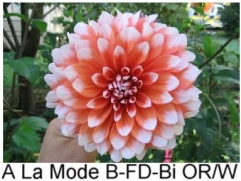 A La Mode B-FD-Bi OR/W